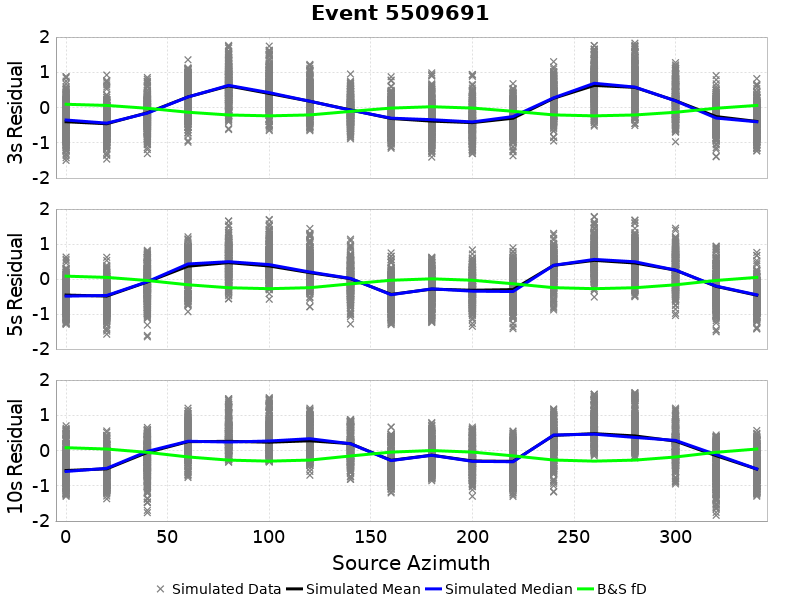 Event 5509691
3s Residual
2
1
0
-1
-2
5s Residual
2
1
0
-1
-2
10s Residual
2
1
0
-1
-2
0 50 100 150 200 250 300
Source Azimuth
Simulated Data Simulated Mean Simulated Median B&S fD